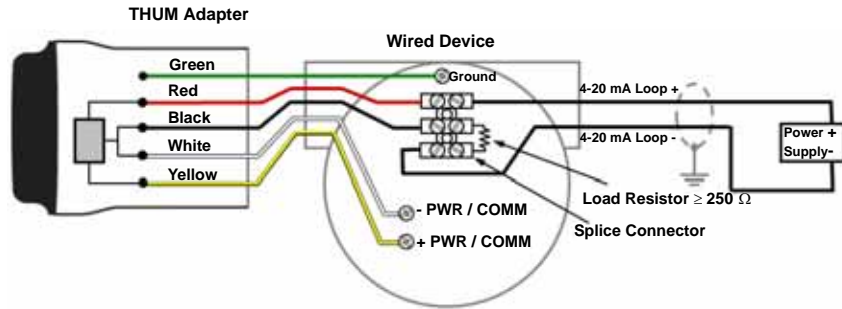 THUM Adapter
Wired Device
Green
Ground
Red
4-20 mA Loop +
Black
4-20 mA Loop -
Power +
Supply-
White
Yellow
Load Resistor ≥ 250 Ω
- PWR / COMM
Splice Connector
+ PWR / COMM